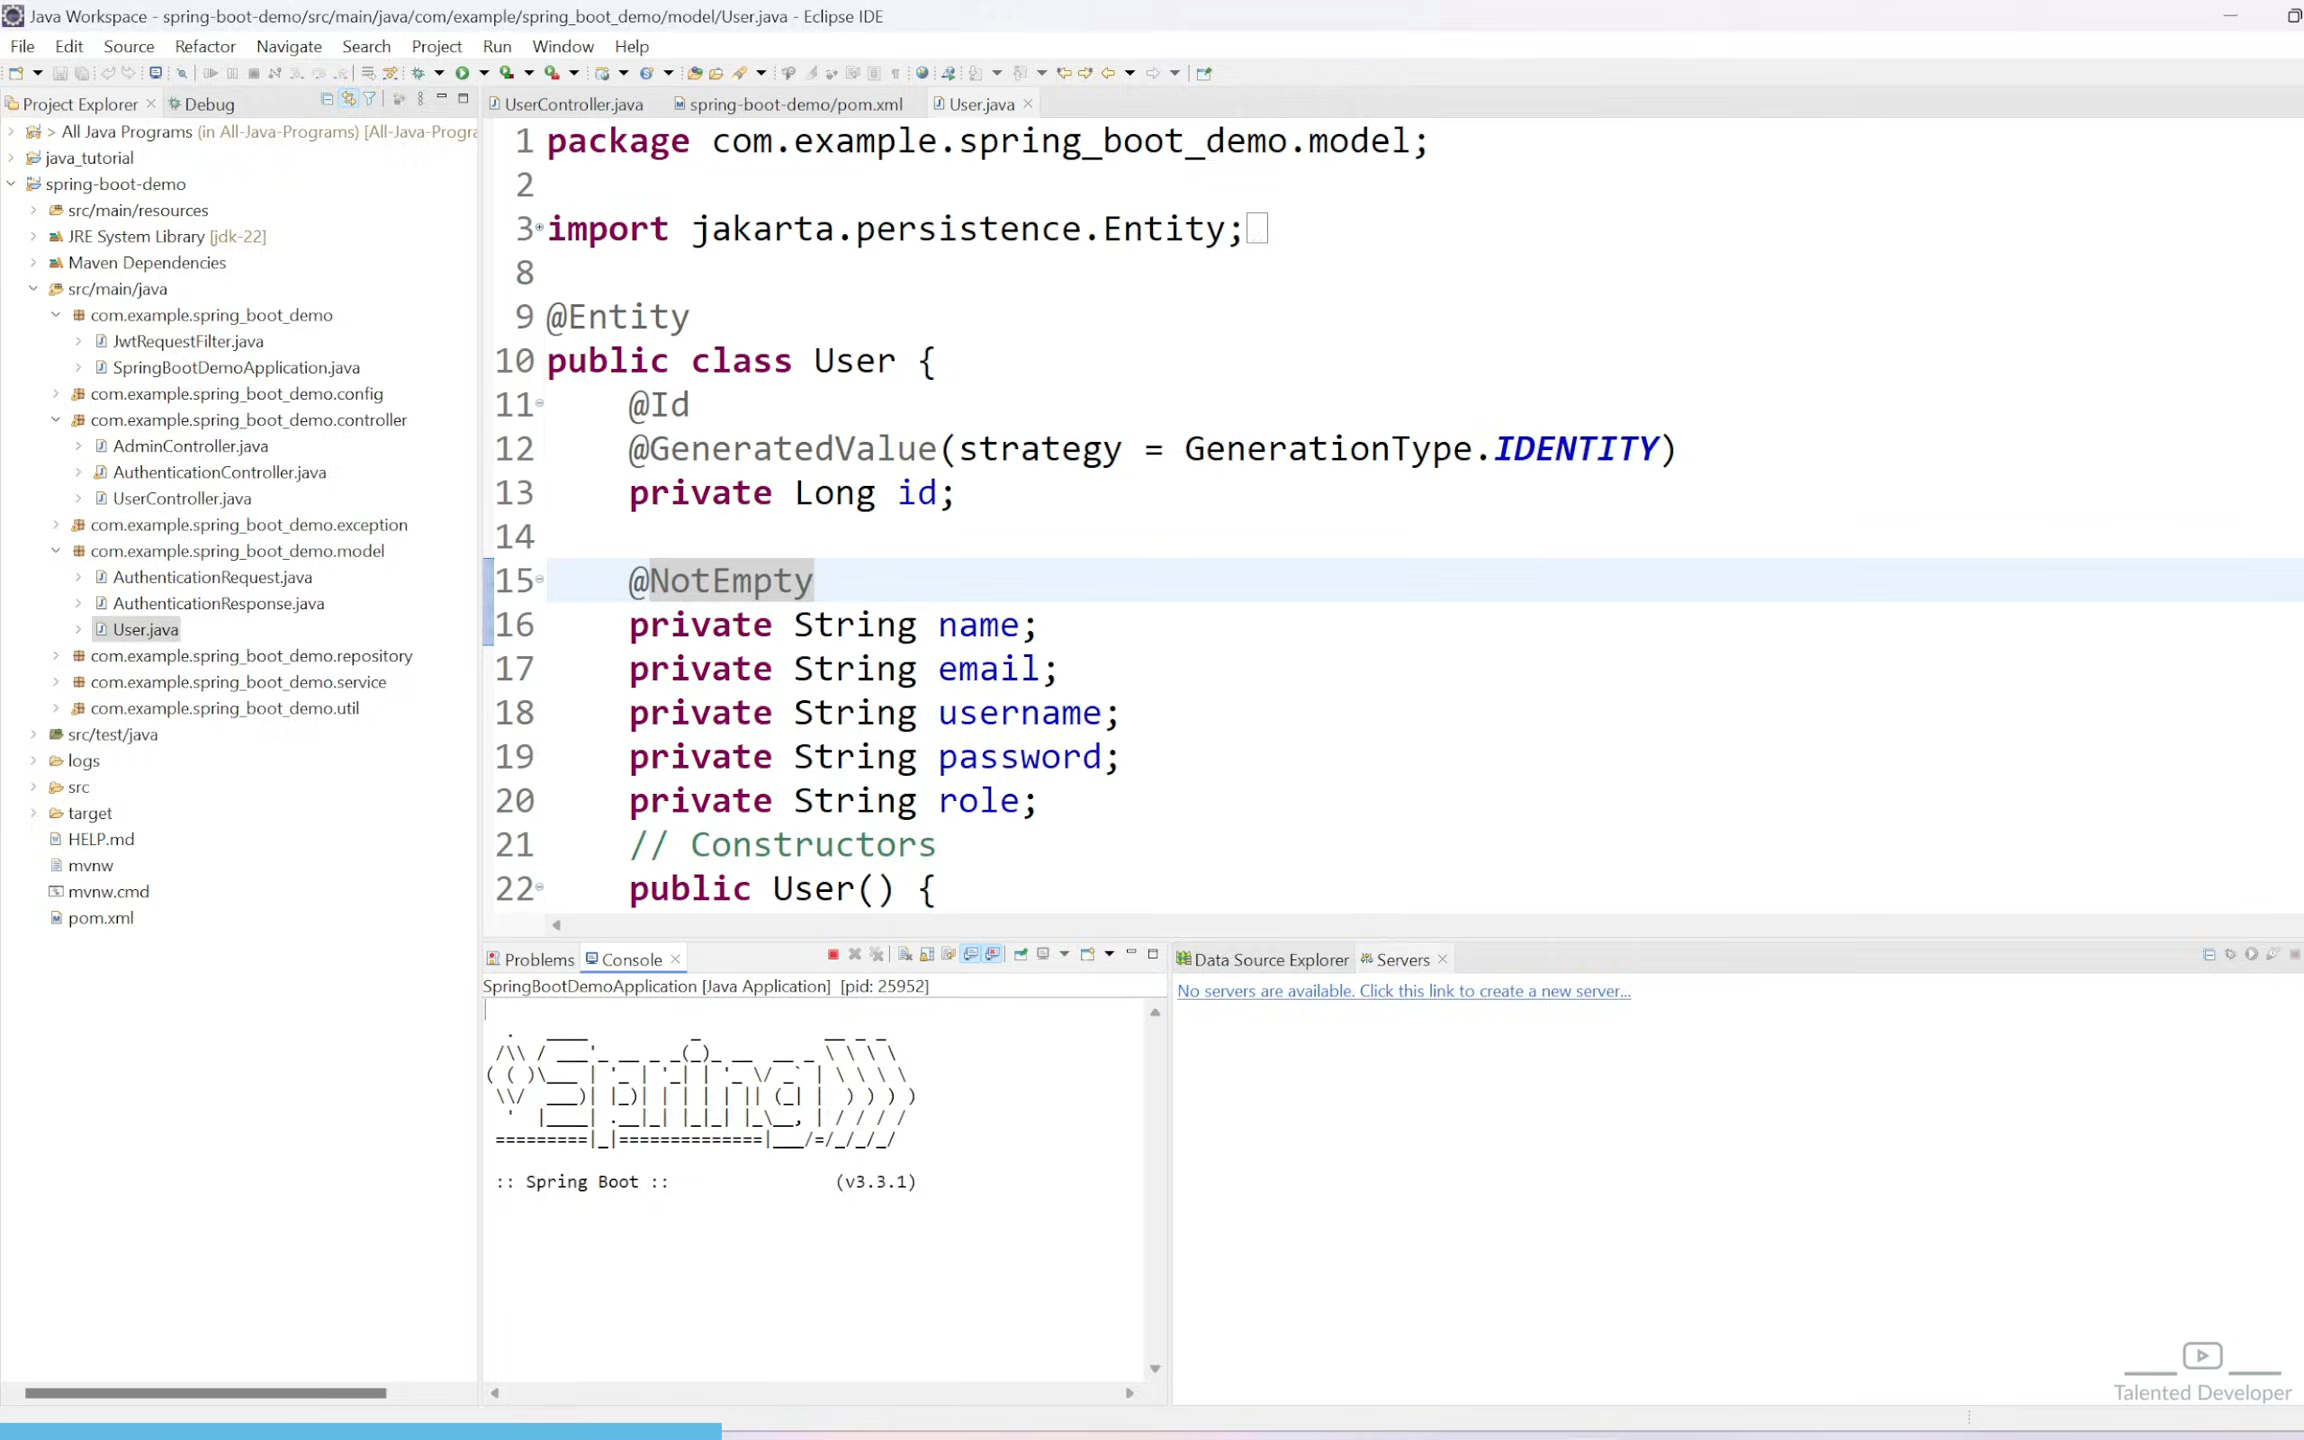 Java Workspace - spring-boot-demo/src/main/java/com/example/spring_boot_demo/model/User.java - Eclipse IDE
File Edit Source Refactor Navigate Search Project Run Window Help
Project Explorer Debug
UserController.java spring-boot-demo/pom.xml User.java
> All Java Programs (in All-Java-Programs) [All-Java-Progra
java_tutorial
spring-boot-demo
src/main/resources
JRE System Library [jdk-22]
Maven Dependencies
src/main/java
com.example.spring_boot_demo
JwtRequestFilter.java
SpringBootDemoApplication.java
com.example.spring_boot_demo.config
com.example.spring_boot_demo.controller
AdminController.java
AuthenticationController.java
UserController.java
com.example.spring_boot_demo.exception
com.example.spring_boot_demo.model
AuthenticationRequest.java
AuthenticationResponse.java
User.java
com.example.spring_boot_demo.repository
com.example.spring_boot_demo.service
com.example.spring_boot_demo.util
src/test/java
logs
src
target
HELP.md
mvnw
mvnw.cmd
pom.xml
1 package com.example.spring_boot_demo.model;
2
3 import jakarta.persistence.Entity;
8
9 @Entity
10 public class User {
11 @Id
12 @GeneratedValue(strategy = GenerationType.IDENTITY)
13 private Long id;
14
15 @NotEmpty
16 private String name;
17 private String email;
18 private String username;
19 private String password;
20 private String role;
21 // Constructors
22 public User() {
Problems Console
SpringBootDemoApplication [Java Application] [pid: 25952]
Spring
:: Spring Boot :: (v3.3.1)
Data Source Explorer Servers
No servers are available. Click this link to create a new server...
Talented Developer